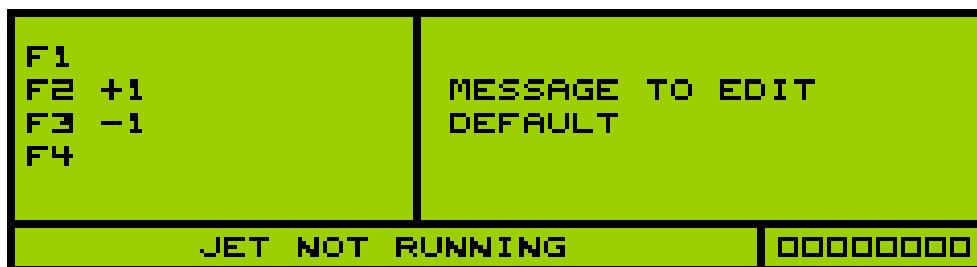 F1
F2 +1
F3 -1
F4
MESSAGE TO EDIT
DEFAULT
JET NOT RUNNING
00000000